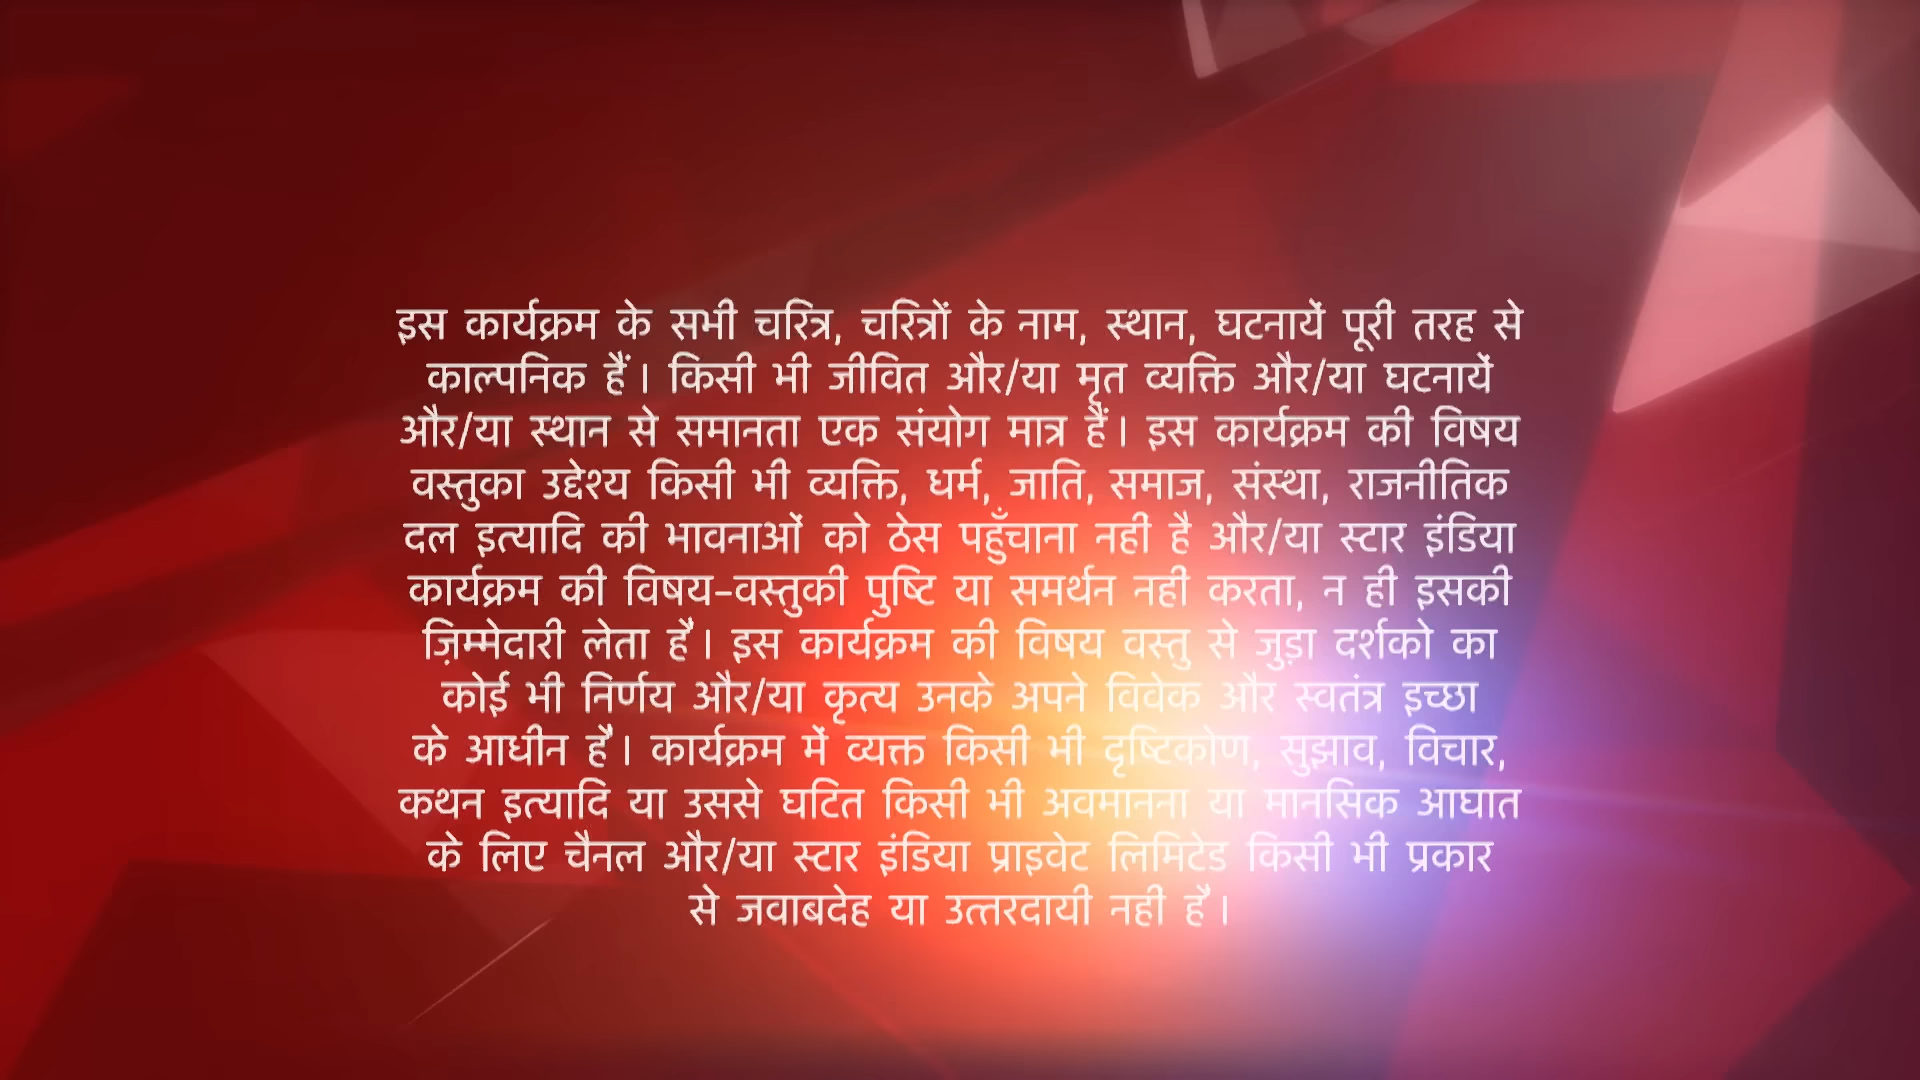 इस कार्यक्रम के सभी चरित्र, चरित्रों के नाम, स्थान, घटनायें पूरी तरह से
काल्पनिक हैं। किसी भी जीवित और/या मृत व्यक्ति और/या घटनायें
और/या स्थान से समानता एक संयोग मात्र हैं। इस कार्यक्रम की विषय
वस्तुका उद्देश्य किसी भी व्यक्ति, धर्म, जाति, समाज, संस्था, राजनीतिक
दल इत्यादि की भावनाओं को ठेस पहुँचाना नही है और/या स्टार इंडिया
कार्यक्रम की विषय-वस्तुकी पुष्टि या समर्थन नही करता, न ही इसकी
ज़िम्मेदारी लेता है। इस कार्यक्रम की विषय वस्तु से जुड़ा दर्शको का
कोई भी निर्णय और/या कृत्य उनके अपने विवेक और स्वतंत्र इच्छा
के आधीन है। कार्यक्रम में व्यक्त किसी भी दृष्टिकोण, सुझाव, विचार,
कथन इत्यादि या उससे घटित किसी भी अवमानना या मानसिक आघात
के लिए चैनल और/या स्टार इंडिया प्राइवेट लिमिटेड किसी भी प्रकार
से जवाबदेह या उत्तरदायी नही है।